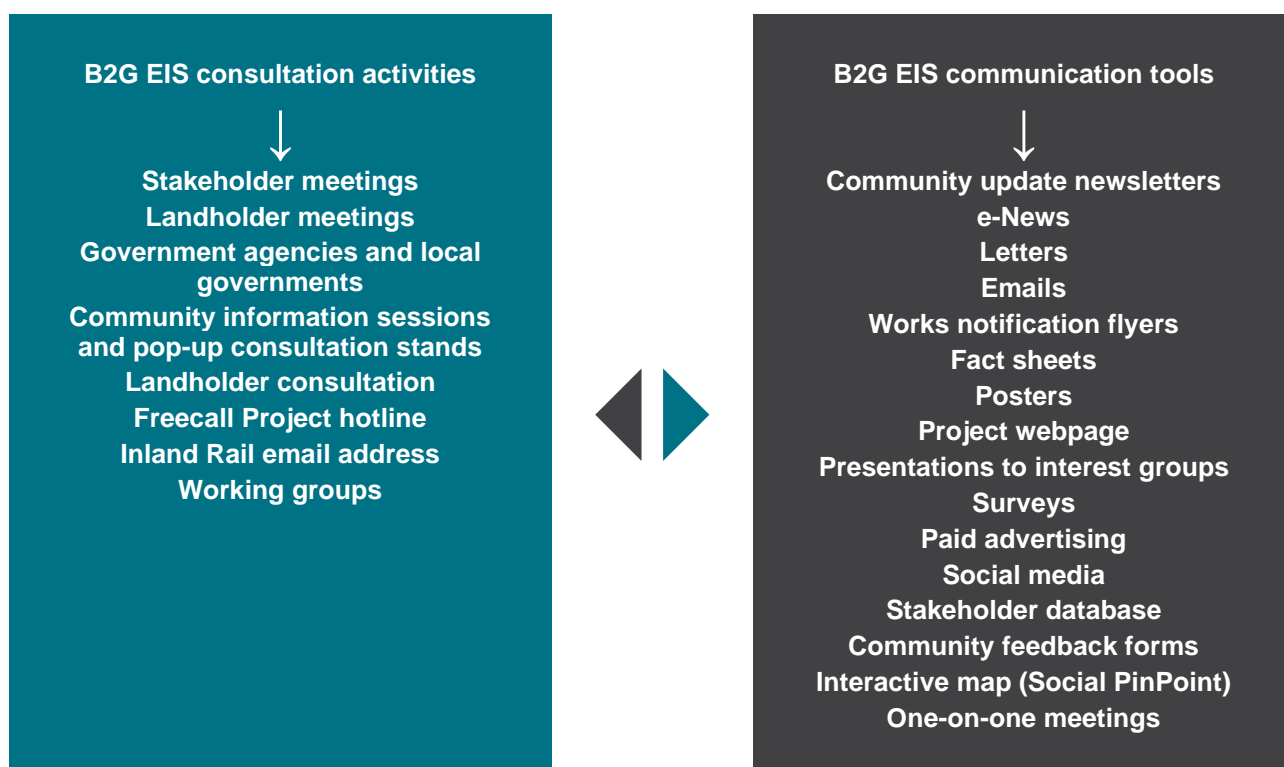 B2G EIS consultation activities
Stakeholder meetings
Landholder meetings
Government agencies and local
governments
Community information sessions
and pop-up consultation stands
Landholder consultation
Freecall Project hotline
Inland Rail email address
Working groups
B2G EIS communication tools
Community update newsletters
e-News
Letters
Emails
Works notification flyers
Fact sheets
Posters
Project webpage
Presentations to interest groups
Surveys
Paid advertising
Social media
Stakeholder database
Community feedback forms
Interactive map (Social PinPoint)
One-on-one meetings